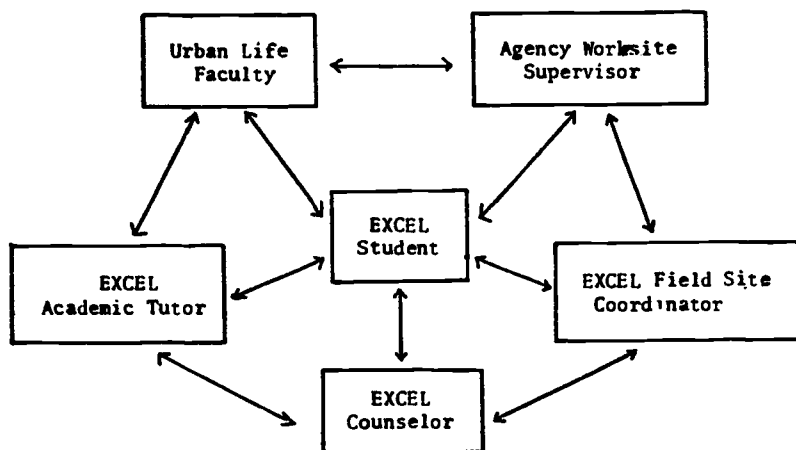 Urban Life
Faculty
Agency Worksite
Supervisor
EXCEL
Student
EXCEL
Academic Tutor
EXCEL Field Site
Coordinator
EXCEL
Counselor